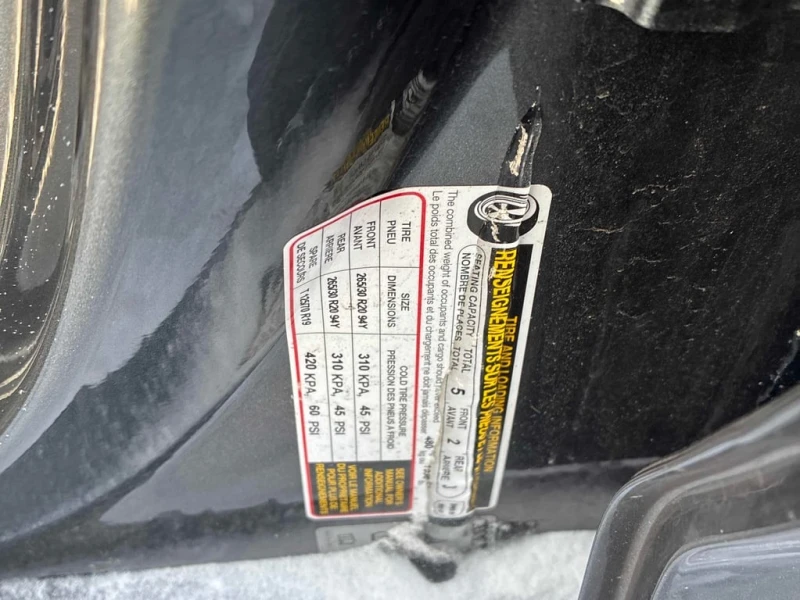 TIRE AND LOADING INFORMATION
RENSEIGNEMENTS SUR LES PNEUS ET LE
SEATING CAPACITY TOTAL 5 FRONT 2 REAR 3
NOMBRE DE PLACES TOTAL AVANT ARRIÈRE
The combined weight of occupants and cargo should never exceed
Le poids total des occupants et du chargement ne doit jamais dépasser
TIRE SIZE COLD TIRE PRESSURE
PNEU DIMENSIONS PRESSION DES PNEUS À FROID
FRONT 265/30 R20 94Y 310 KPA, 45 PSI
AVANT
REAR 265/30 R20 94Y 310 KPA, 45 PSI
ARRIÈRE
SPARE T125/70 R19 420 KPA, 60 PSI
DE SECOURS
SEE OWNER'S
MANUAL FOR
ADDITIONAL
INFORMATION
VOIR LE MANUEL
DU PROPRIÉTAIRE
POUR PLUS DE
RENSEIGNEMENTS